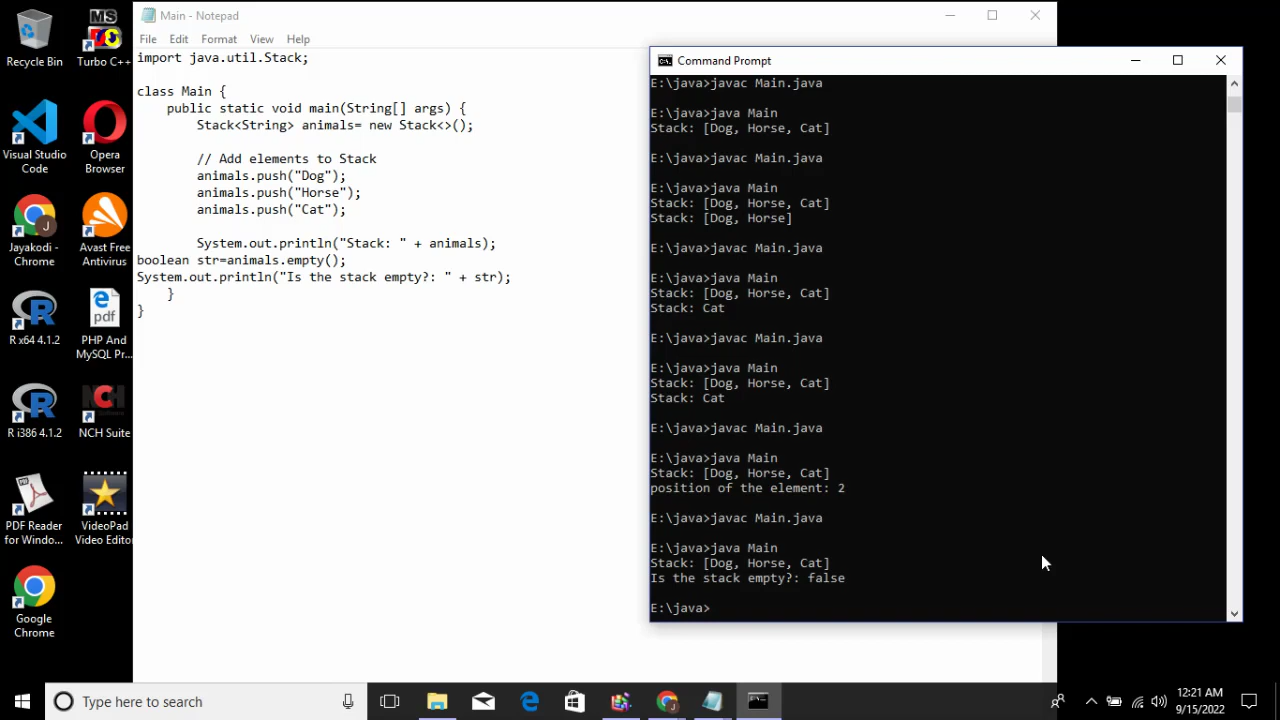 Recycle Bin
MS
Turbo C++
Visual Studio
Code
Opera
Browser
Jayakodi -
Chrome
Avast Free
Antivirus
R x64 4.1.2
pdf
PHP And
MySQL Pr...
R i386 4.1.2
NCH
NCH Suite
PDF Reader
for Windo...
VideoPad
Video Editor
Google
Chrome
Main - Notepad
File Edit Format View Help
import java.util.Stack;
class Main {
public static void main(String[] args) {
Stack<String> animals= new Stack<>();
// Add elements to Stack
animals.push("Dog");
animals.push("Horse");
animals.push("Cat");
System.out.println("Stack: " + animals);
boolean str=animals.empty();
System.out.println("Is the stack empty?: " + str);
}
}
Command Prompt
E:\java>javac Main.java
E:\java>java Main
Stack: [Dog, Horse, Cat]
E:\java>javac Main.java
E:\java>java Main
Stack: [Dog, Horse, Cat]
Stack: [Dog, Horse]
E:\java>javac Main.java
E:\java>java Main
Stack: [Dog, Horse, Cat]
Stack: Cat
E:\java>javac Main.java
E:\java>java Main
Stack: [Dog, Horse, Cat]
Stack: Cat
E:\java>javac Main.java
E:\java>java Main
Stack: [Dog, Horse, Cat]
position of the element: 2
E:\java>javac Main.java
E:\java>java Main
Stack: [Dog, Horse, Cat]
Is the stack empty?: false
E:\java>
Type here to search
12:21 AM
9/15/2022